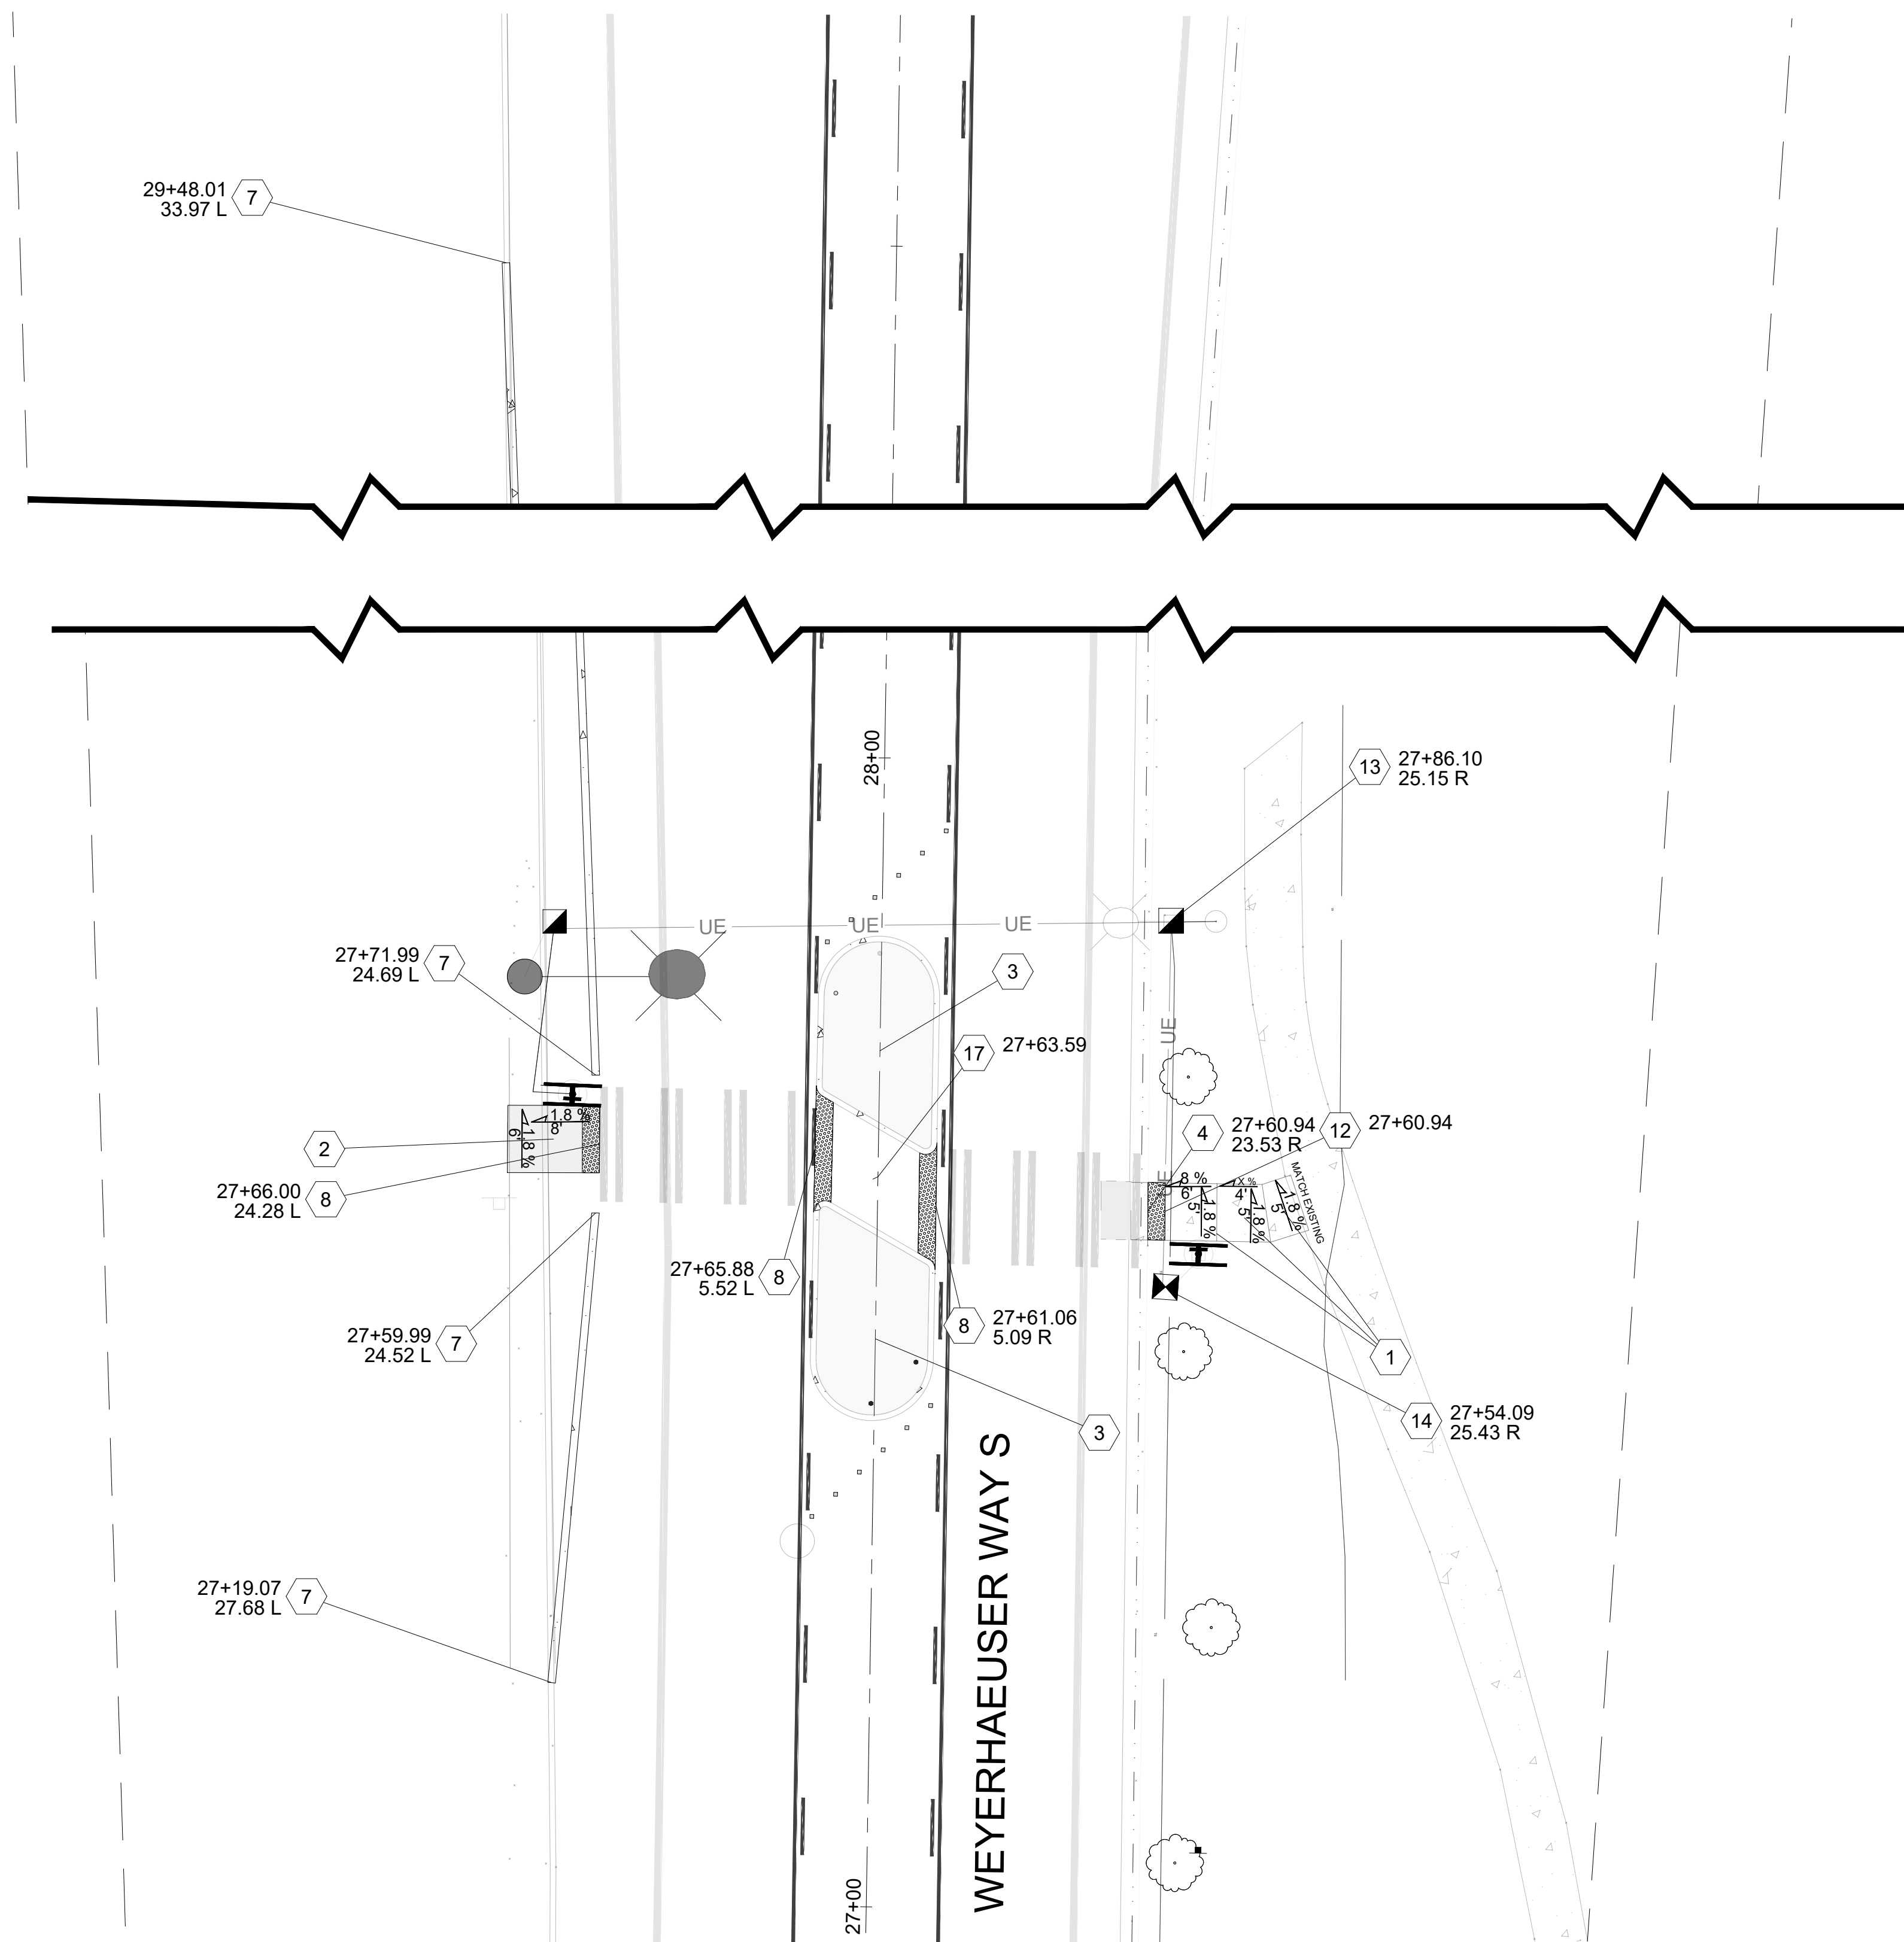 29+48.01
33.97 L
7
28+00
13
27+86.10
25.15 R
UE
UE
UE
27+71.99
24.69 L
7
3
UE
17
27+63.59
1.8 %
8'
1.8 %
6'
2
4
27+60.94
23.53 R
12
27+60.94
UE
8 %
6'
X %
4'
5'
1.8 %
5'
1.8 %
5'
1.8 %
MATCH EXISTING
27+66.00
24.28 L
8
27+65.88
5.52 L
8
8
27+61.06
5.09 R
27+59.99
24.52 L
7
1
14
27+54.09
25.43 R
3
WEYERHAEUSER WAY S
27+19.07
27.68 L
7
27+00